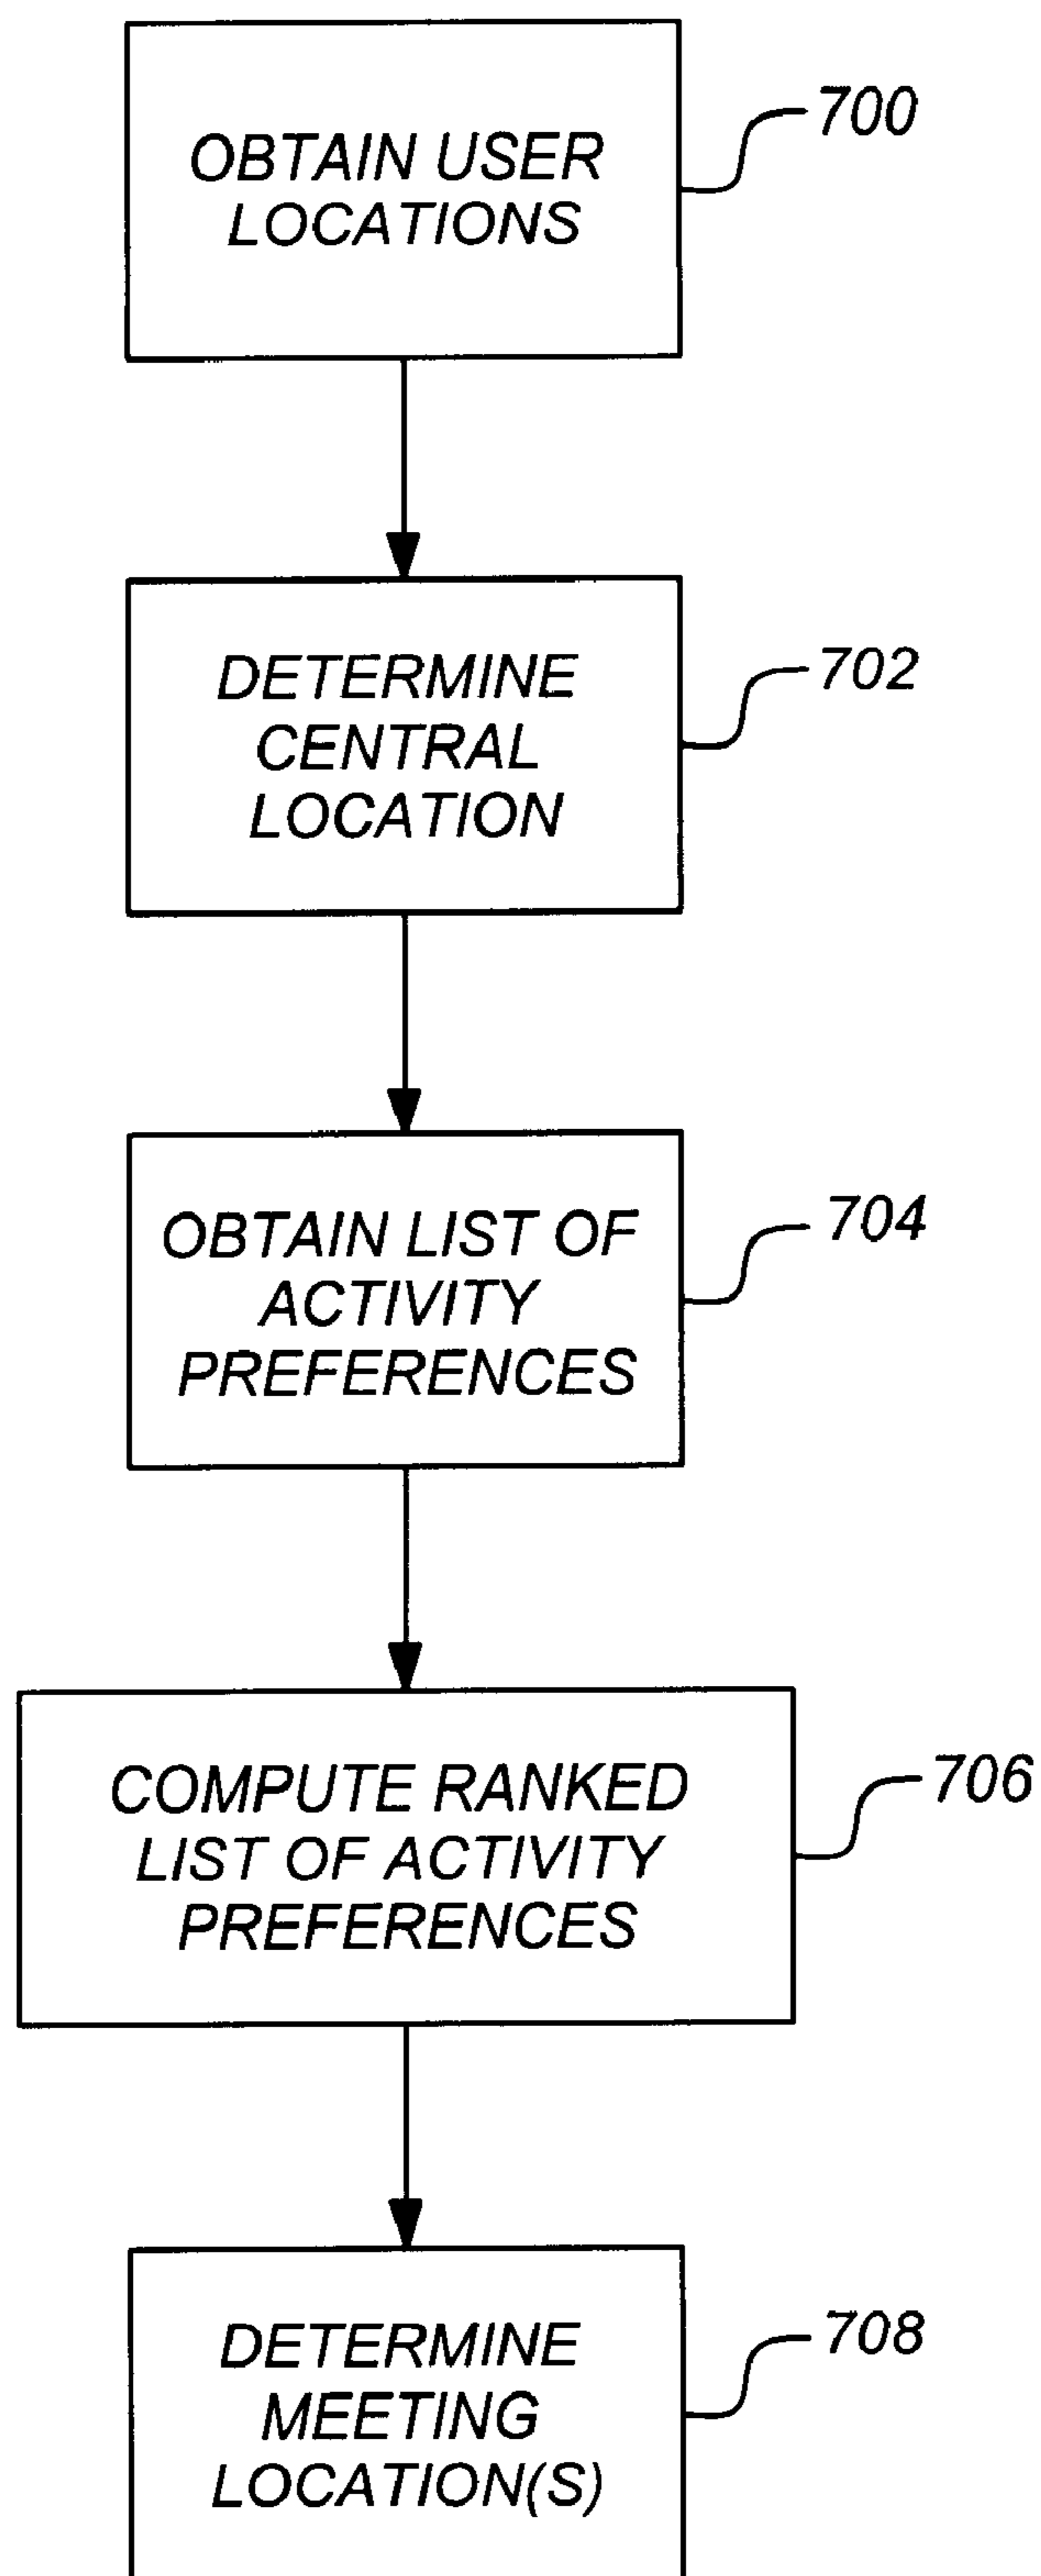 OBTAIN USER
LOCATIONS
700
DETERMINE
CENTRAL
LOCATION
702
OBTAIN LIST OF
ACTIVITY
PREFERENCES
704
COMPUTE RANKED
LIST OF ACTIVITY
PREFERENCES
706
DETERMINE
MEETING
LOCATION(S)
708